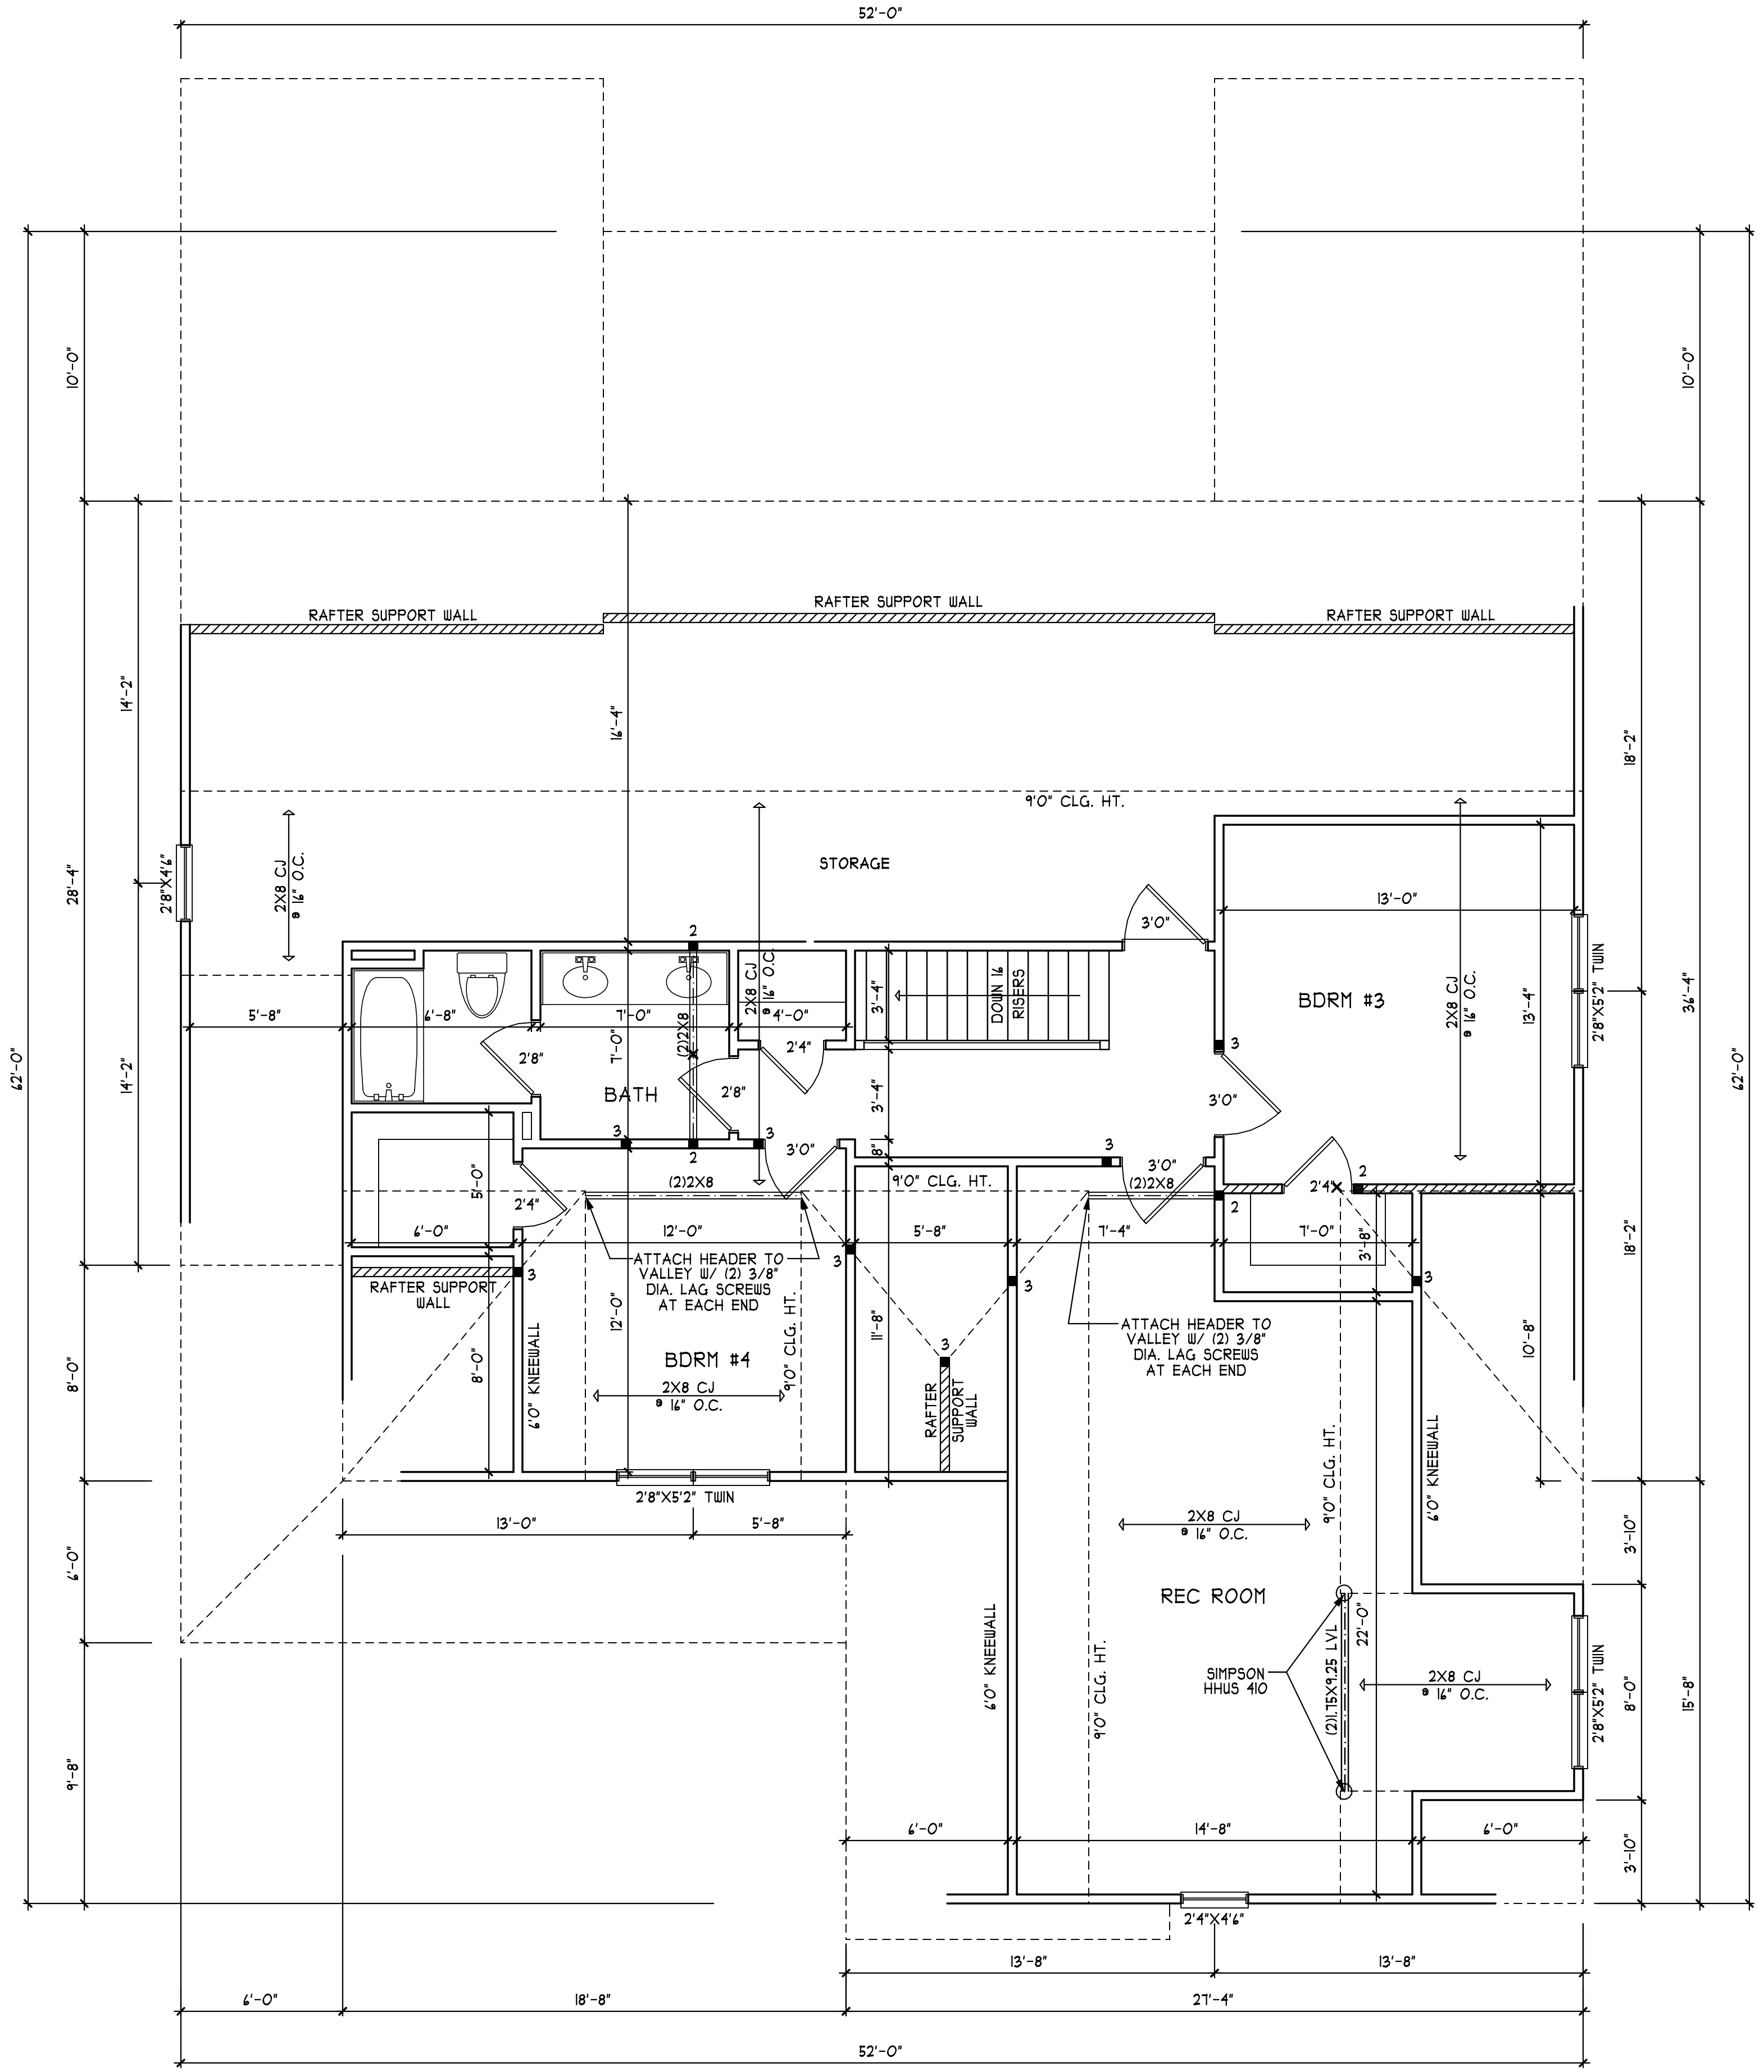 52'-0"
10'-0"
10'-0"
RAFTER SUPPORT WALL
RAFTER SUPPORT WALL
RAFTER SUPPORT WALL
14'-2"
16'-4"
18'-2"
9'0" CLG. HT.
STORAGE
2'8"X4'6"
28'-4"
2X8 CJ
@ 16" O.C.
13'-0"
3'0"
2
2X8 CJ
@ 16" O.C.
DOWN 16
RISERS
3'-4"
BDRM #3
2X8 CJ
@ 16" O.C.
13'-4"
2'8"X5'2" TWIN
36'-4"
5'-8"
6'-8"
7'-0"
4'-0"
7'-0"
(2)2X8
2'4"
3
2'8"
BATH
2'8"
3'-4"
3'0"
62'-0"
14'-2"
62'-0"
3
2
3
3'0"
8"
3
3'0"
2
5'-0"
2'4"
(2)2X8
9'0" CLG. HT.
(2)2X8
2'4"
2
18'-2"
6'-0"
12'-0"
5'-8"
7'-4"
7'-0"
3'-8"
3
3
3
3
RAFTER SUPPORT
WALL
ATTACH HEADER TO
VALLEY W/ (2) 3/8"
DIA. LAG SCREWS
AT EACH END
12'-0"
9'0" CLG. HT.
11'-8"
ATTACH HEADER TO
VALLEY W/ (2) 3/8"
DIA. LAG SCREWS
AT EACH END
10'-8"
8'-0"
8'-0"
6'0" KNEEWALL
BDRM #4
2X8 CJ
@ 16" O.C.
3
RAFTER
SUPPORT
WALL
9'0" CLG. HT.
6'0" KNEEWALL
2'8"X5'2" TWIN
13'-0"
5'-8"
2X8 CJ
@ 16" O.C.
3'-10"
6'-0"
REC ROOM
6'0" KNEEWALL
9'0" CLG. HT.
SIMPSON
HHUS 410
(2)1.75X9.25 LVL
22'-0"
2X8 CJ
@ 16" O.C.
2'8"X5'2" TWIN
8'-0"
15'-8"
9'-8"
6'-0"
14'-8"
6'-0"
3'-10"
2'4"X4'6"
13'-8"
13'-8"
6'-0"
18'-8"
27'-4"
52'-0"